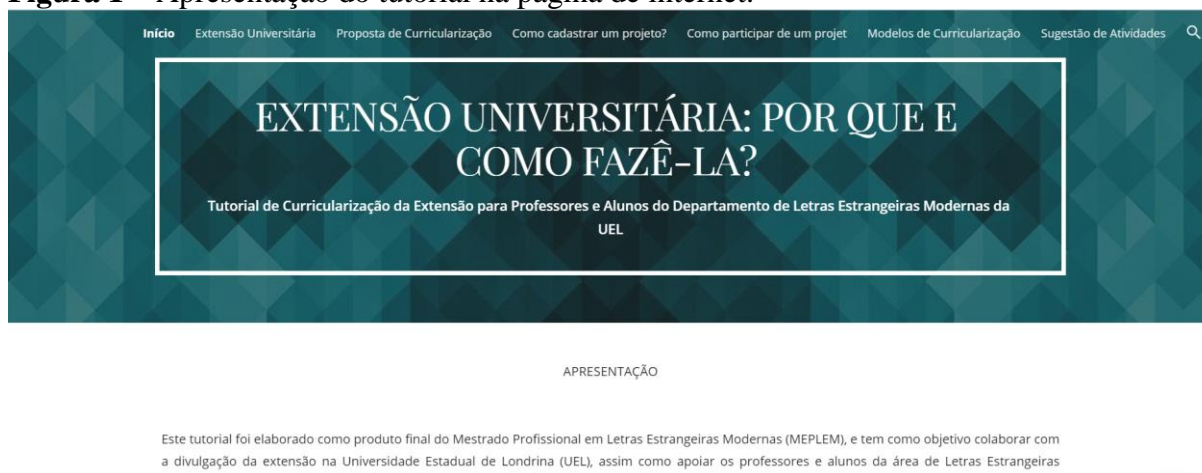 Figura 1 – Apresentação do tutorial na página de internet.
Início Extensão Universitária Proposta de Curricularização Como cadastrar um projeto? Como participar de um projet Modelos de Curricularização Sugestão de Atividades
EXTENSÃO UNIVERSITÁRIA: POR QUE E
COMO FAZÊ-LA?
Tutorial de Curricularização da Extensão para Professores e Alunos do Departamento de Letras Estrangeiras Modernas da
UEL
APRESENTAÇÃO
Este tutorial foi elaborado como produto final do Mestrado Profissional em Letras Estrangeiras Modernas (MEPLEM), e tem como objetivo colaborar com
a divulgação da extensão na Universidade Estadual de Londrina (UEL), assim como apoiar os professores e alunos da área de Letras Estrangeiras